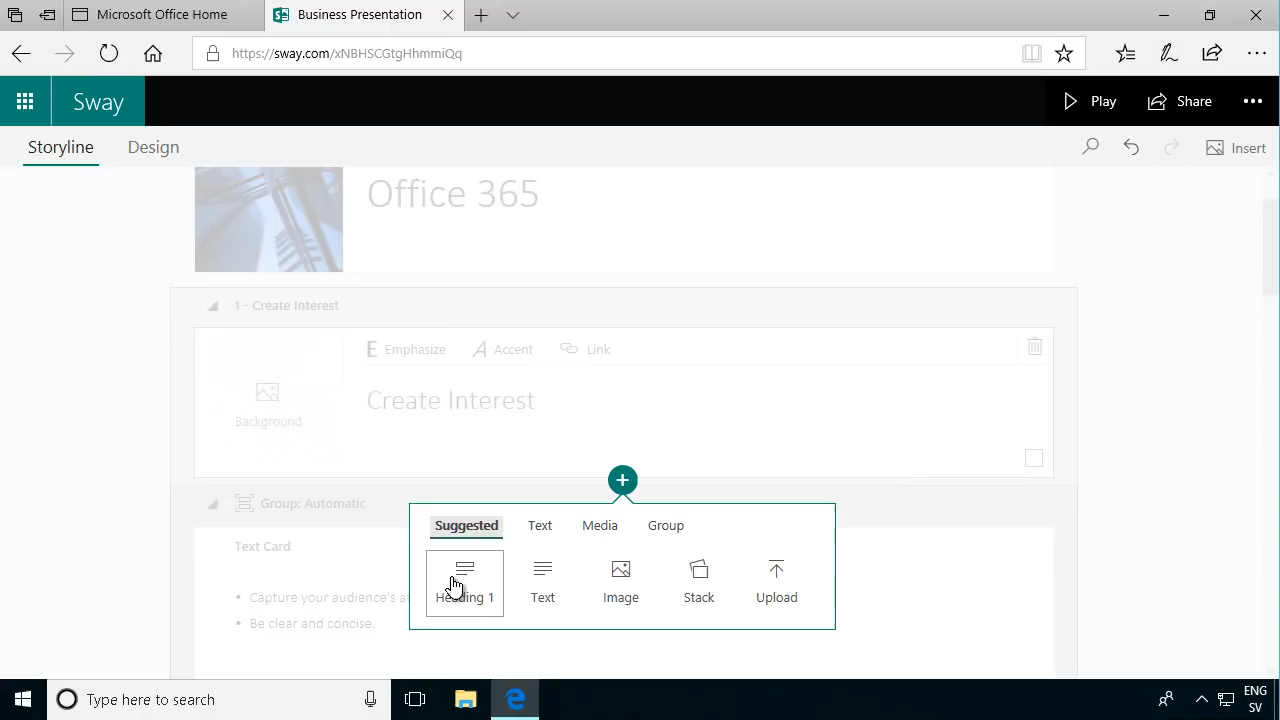 Microsoft Office Home
Business Presentation
https://sway.com/xNBHSCGtgHhmmiQq
Sway
Play
Share
Storyline
Design
Insert
Office 365
1 - Create Interest
E Emphasize
A Accent
Link
Background
Create Interest
Group: Automatic
Suggested
Text
Media
Group
Text Card
Heading 1
Text
Image
Stack
Upload
• Capture your audience's
• Be clear and concise.
Type here to search
ENG
SV